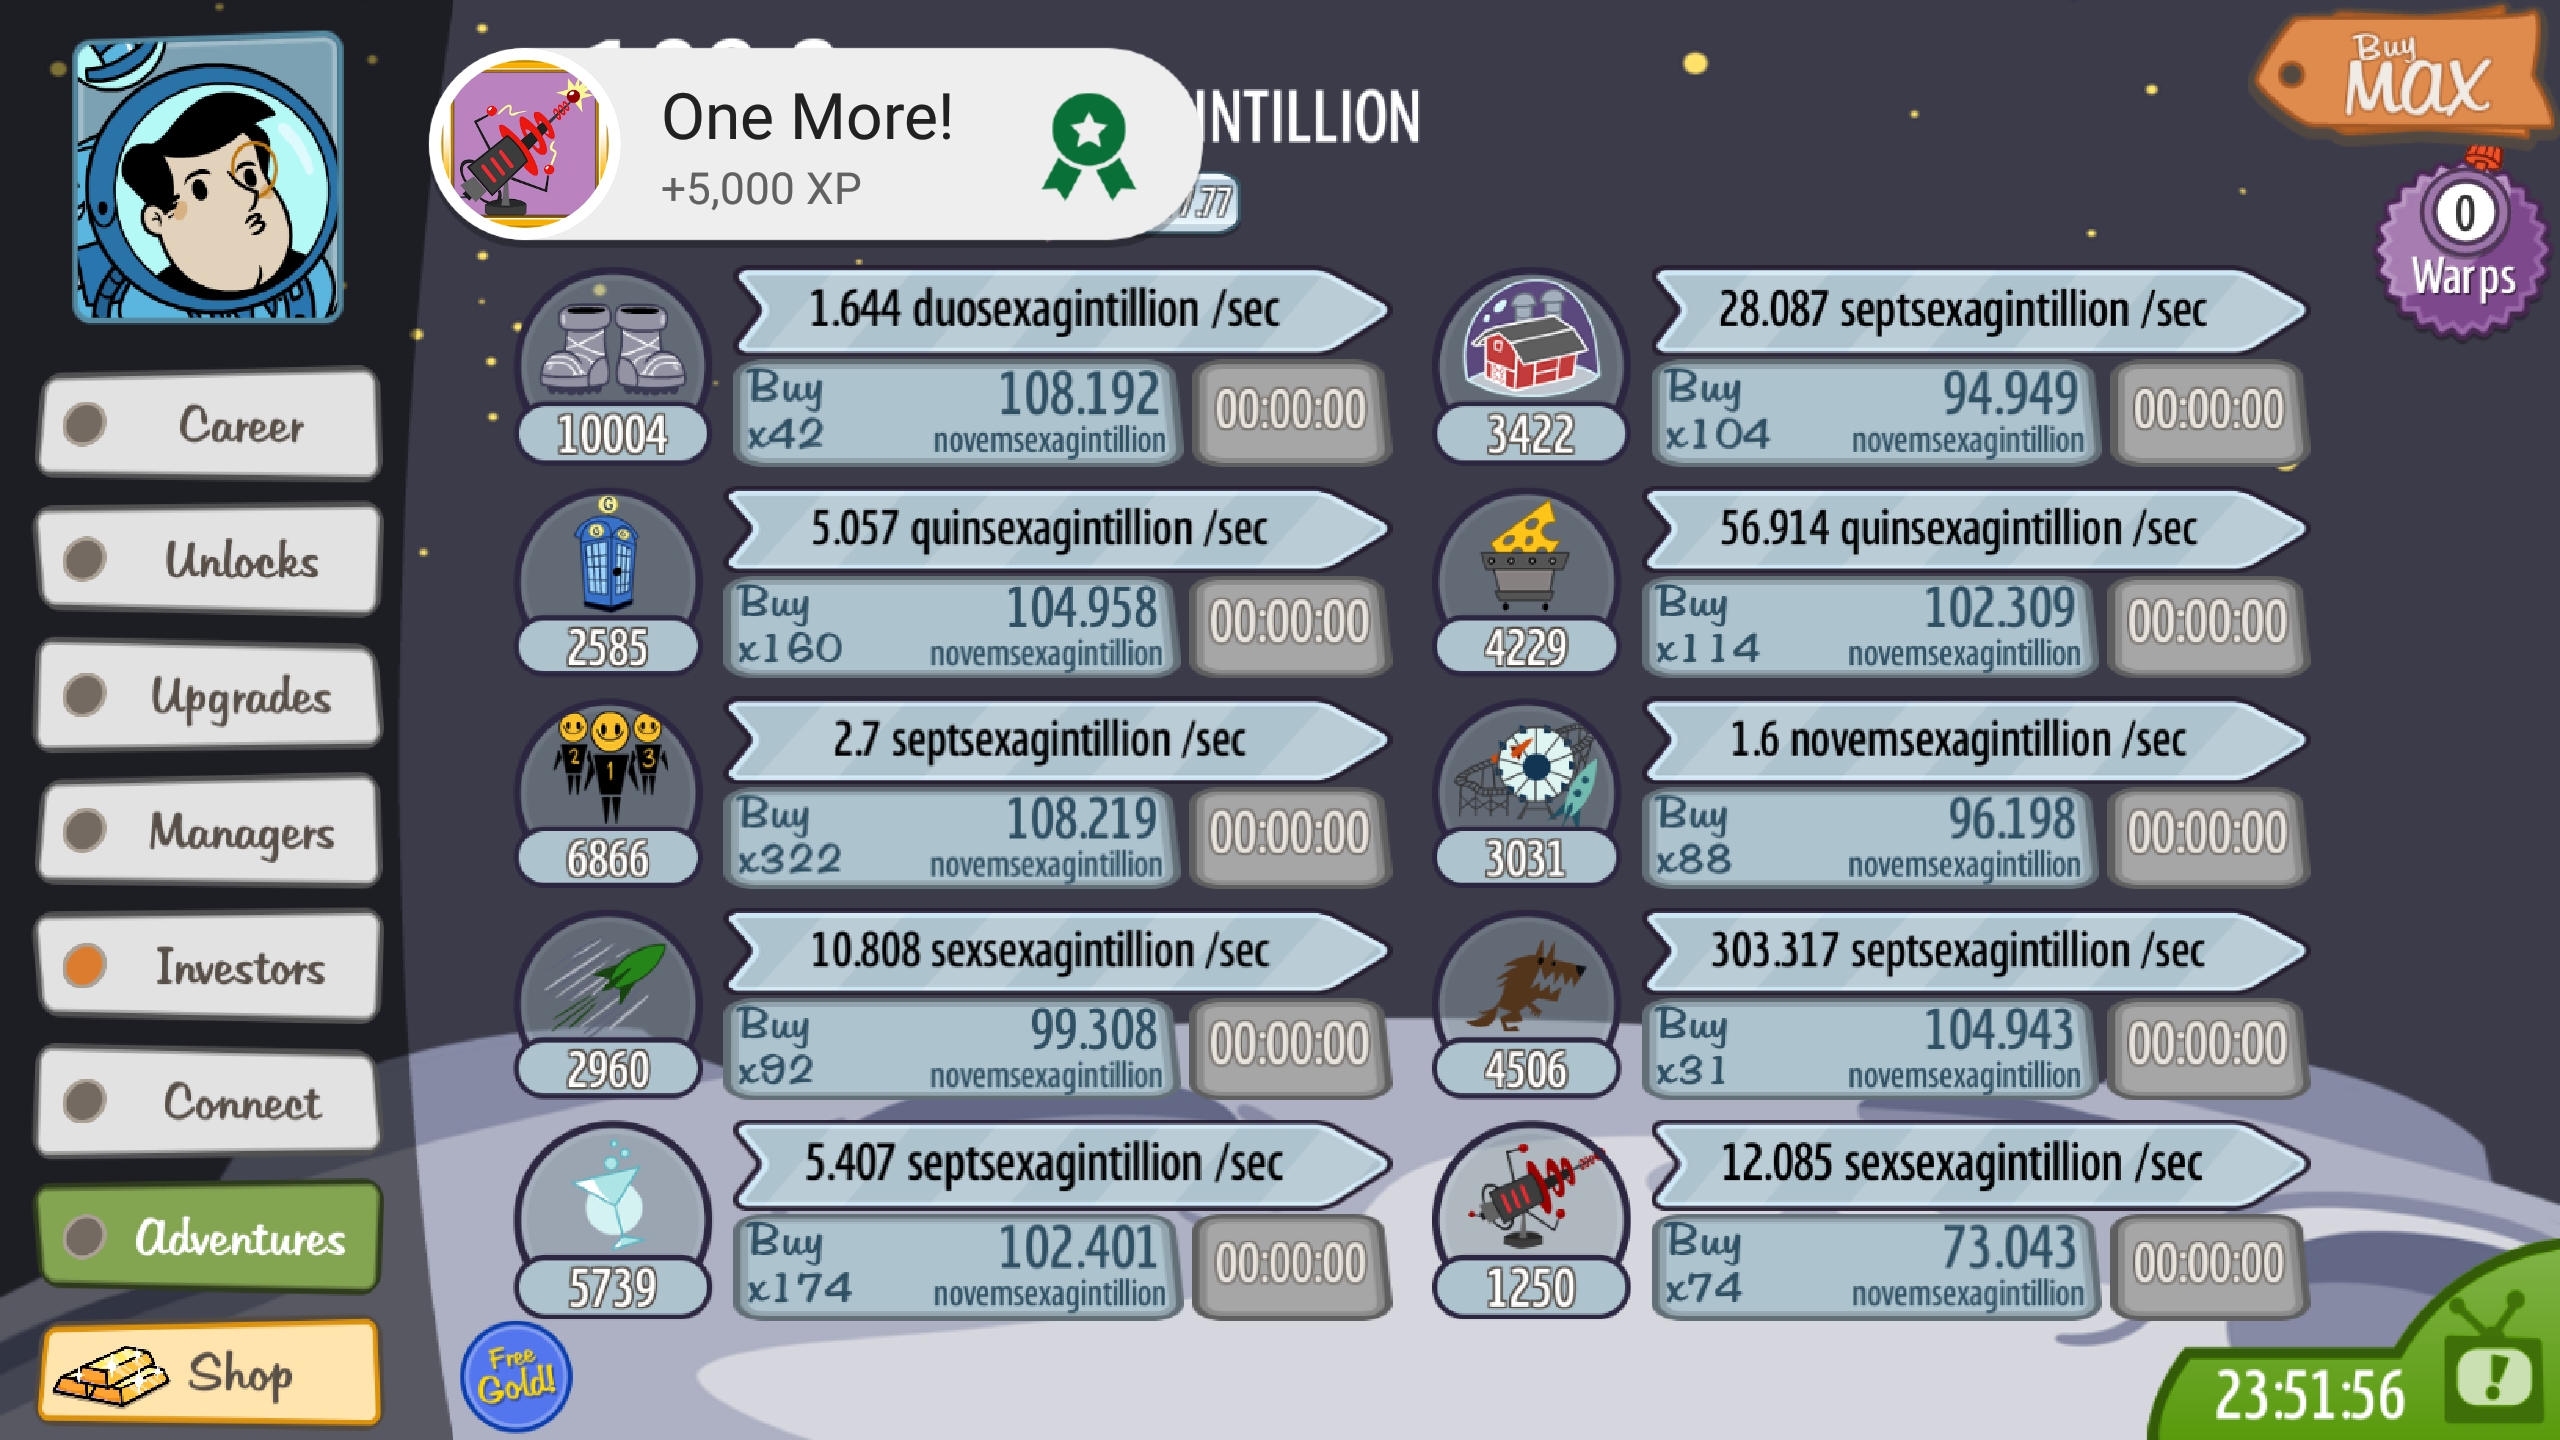 One More!
+5,000 XP
INTILLION
7.77
Buy
MAX
0
Warps
Career
Unlocks
Upgrades
Managers
Investors
Connect
Adventures
Shop
1.644 duosexagintillion /sec
10004
Buy
x42
108.192
novemsexagintillion
00:00:00
28.087 septsexagintillion /sec
3422
Buy
x104
94.949
novemsexagintillion
00:00:00
G
5.057 quinsexagintillion /sec
2585
Buy
x160
104.958
novemsexagintillion
00:00:00
56.914 quinsexagintillion /sec
4229
Buy
x114
102.309
novemsexagintillion
00:00:00
2 1 3
2.7 septsexagintillion /sec
6866
Buy
x322
108.219
novemsexagintillion
00:00:00
1.6 novemsexagintillion /sec
3031
Buy
x88
96.198
novemsexagintillion
00:00:00
10.808 sexsexagintillion /sec
2960
Buy
x92
99.308
novemsexagintillion
00:00:00
303.317 septsexagintillion /sec
4506
Buy
x31
104.943
novemsexagintillion
00:00:00
5.407 septsexagintillion /sec
5739
Buy
x174
102.401
novemsexagintillion
00:00:00
12.085 sexsexagintillion /sec
1250
Buy
x74
73.043
novemsexagintillion
00:00:00
Free
Gold!
23:51:56
!